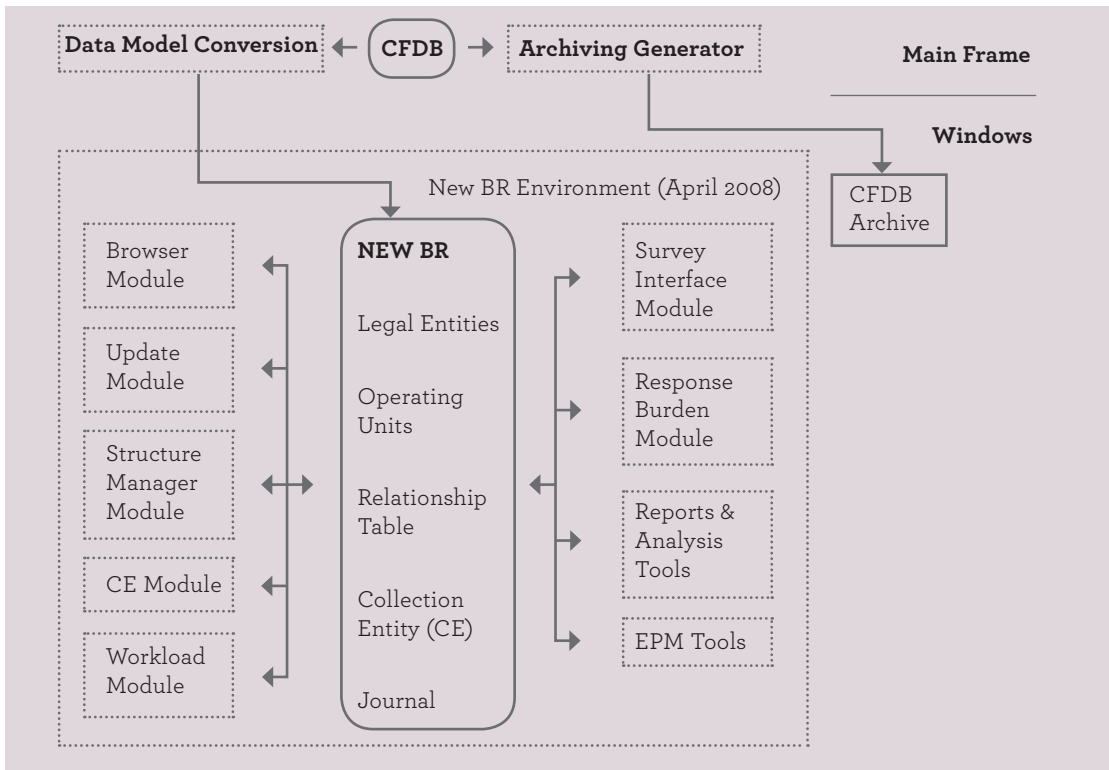 Data Model Conversion
CFDB
Archiving Generator
Main Frame
Windows
New BR Environment (April 2008)
CFDB
Archive
Browser
Module
Update
Module
Structure
Manager
Module
CE Module
Workload
Module
NEW BR
Legal Entities
Operating
Units
Relationship
Table
Collection
Entity (CE)
Journal
Survey
Interface
Module
Response
Burden
Module
Reports &
Analysis
Tools
EPM Tools